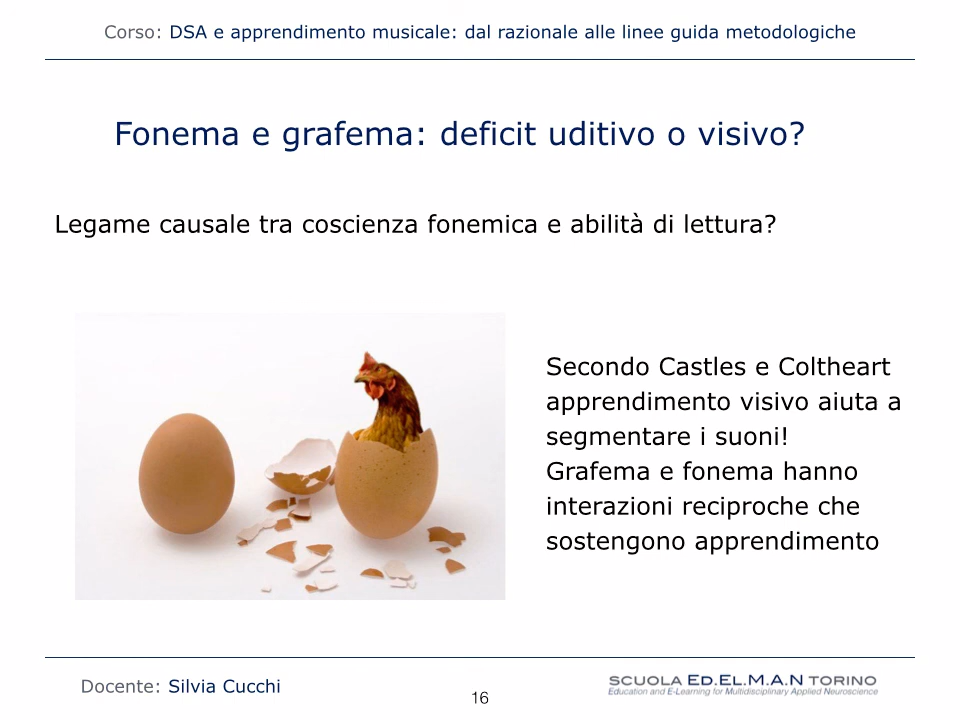 Corso: DSA e apprendimento musicale: dal razionale alle linee guida metodologiche
Fonema e grafema: deficit uditivo o visivo?
Legame causale tra coscienza fonemica e abilità di lettura?
Secondo Castles e Coltheart
apprendimento visivo aiuta a
segmentare i suoni!
Grafema e fonema hanno
interazioni reciproche che
sostengono apprendimento
Docente: Silvia Cucchi
16
SCUOLA ED.EL.M.A.N TORINO
Education and E-Learning for Multidisciplinary Applied Neuroscience